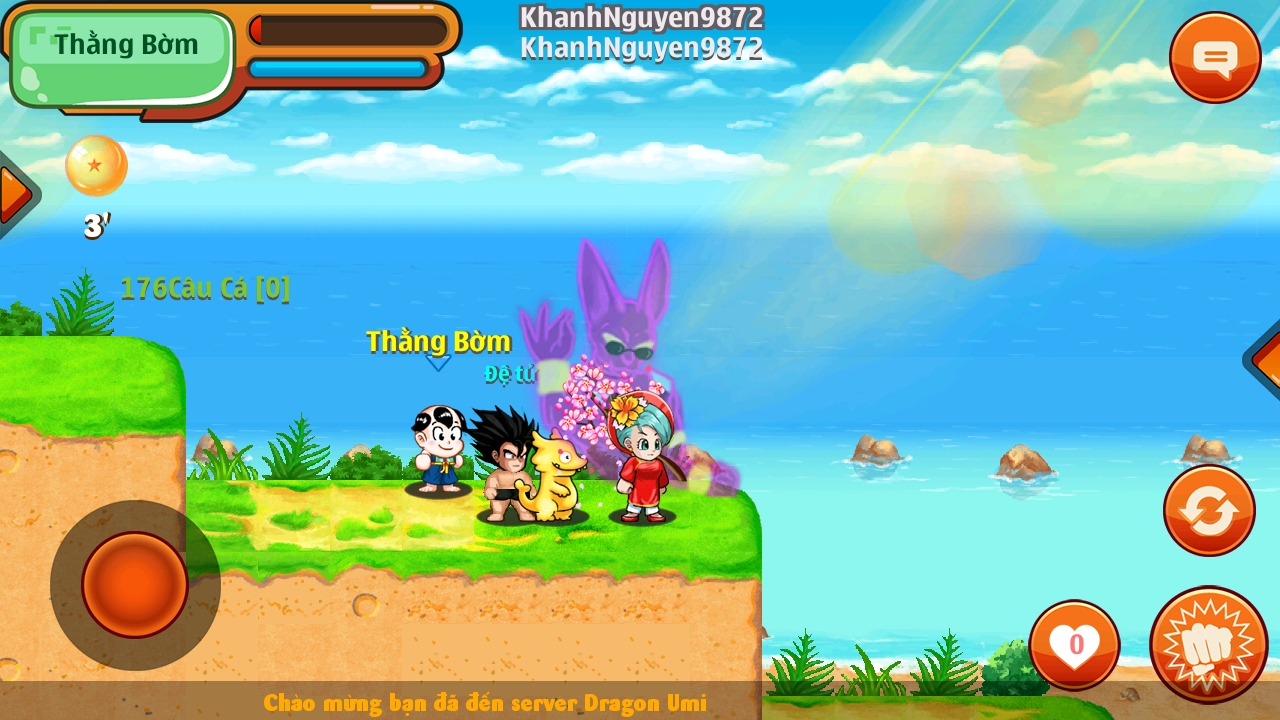 Thằng Bờm
KhanhNguyen9872
KhanhNguyen9872
3'
176Câu Cá [0]
Thằng Bờm
Đệ tử
0
Chào mừng bạn đã đến server Dragon Umi